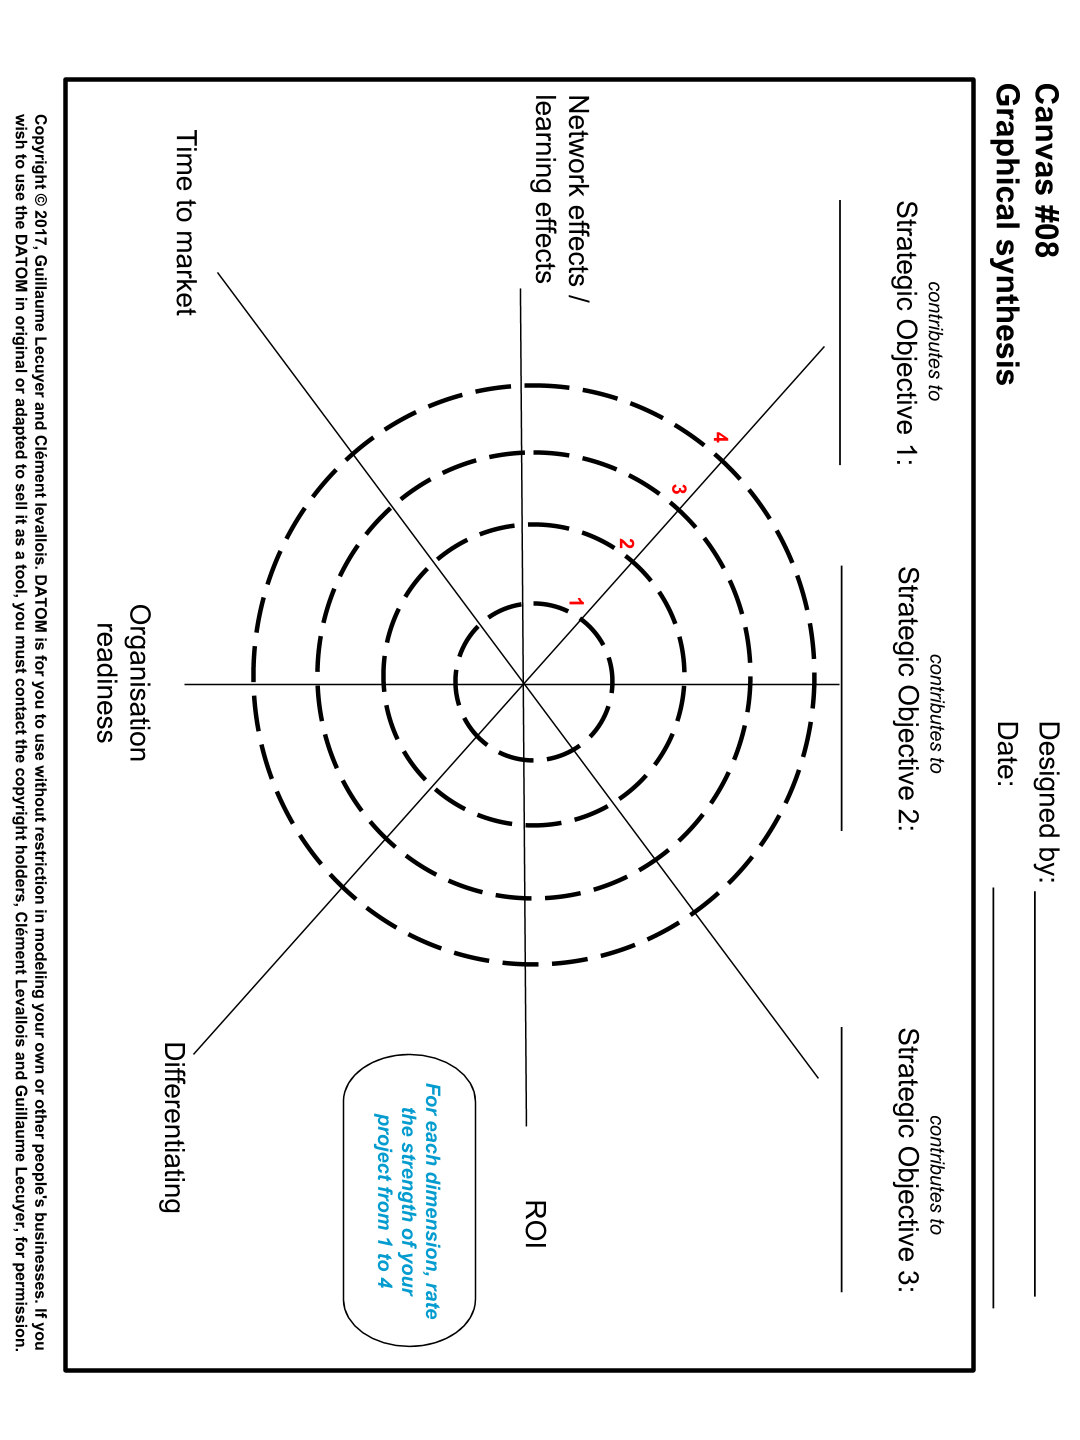 Canvas #08
Graphical synthesis
Designed by:
Date:
contributes to
Strategic Objective 1:
contributes to
Strategic Objective 2:
contributes to
Strategic Objective 3:
4
3
2
1
Network effects /
learning effects
ROI
Time to market
Organisation
readiness
Differentiating
For each dimension, rate
the strength of your
project from 1 to 4
Copyright © 2017, Guillaume Lecuyer and Clément levallois. DATOM is for you to use without restriction in modeling your own or other people's businesses. If you
wish to use the DATOM in original or adapted to sell it as a tool, you must contact the copyright holders, Clément Levallois and Guillaume Lecuyer, for permission.